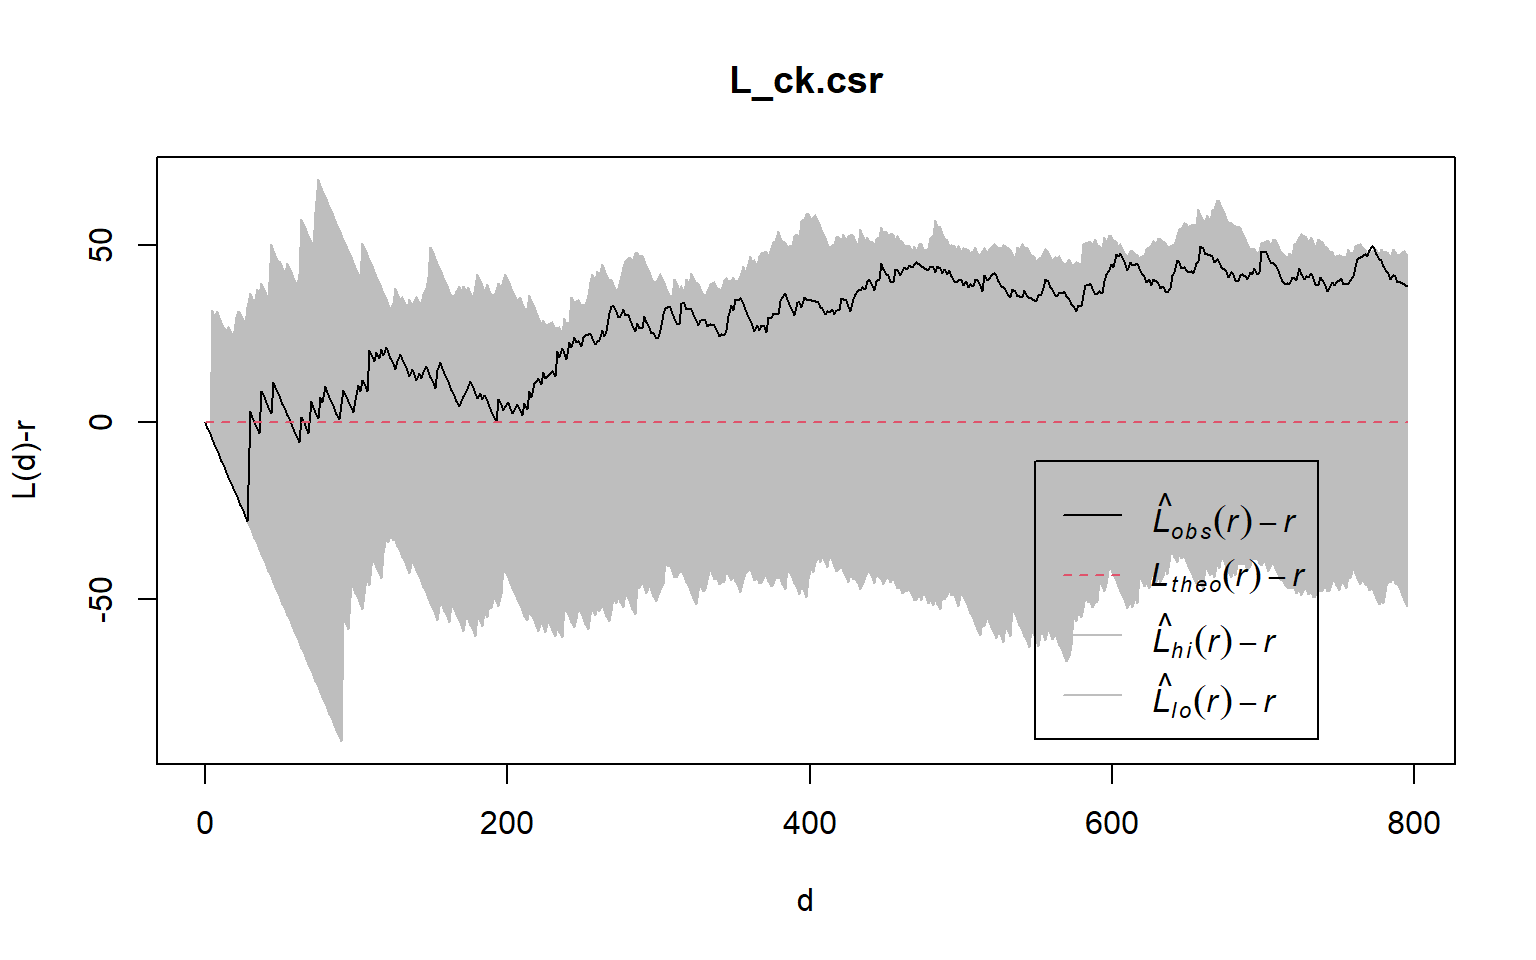 L_ck.csr
L(d)-r
50
0
-50
0 200 400 600 800
d
L̂obs(r) − r
Ltheo(r) − r
L̂hi(r) − r
L̂lo(r) − r